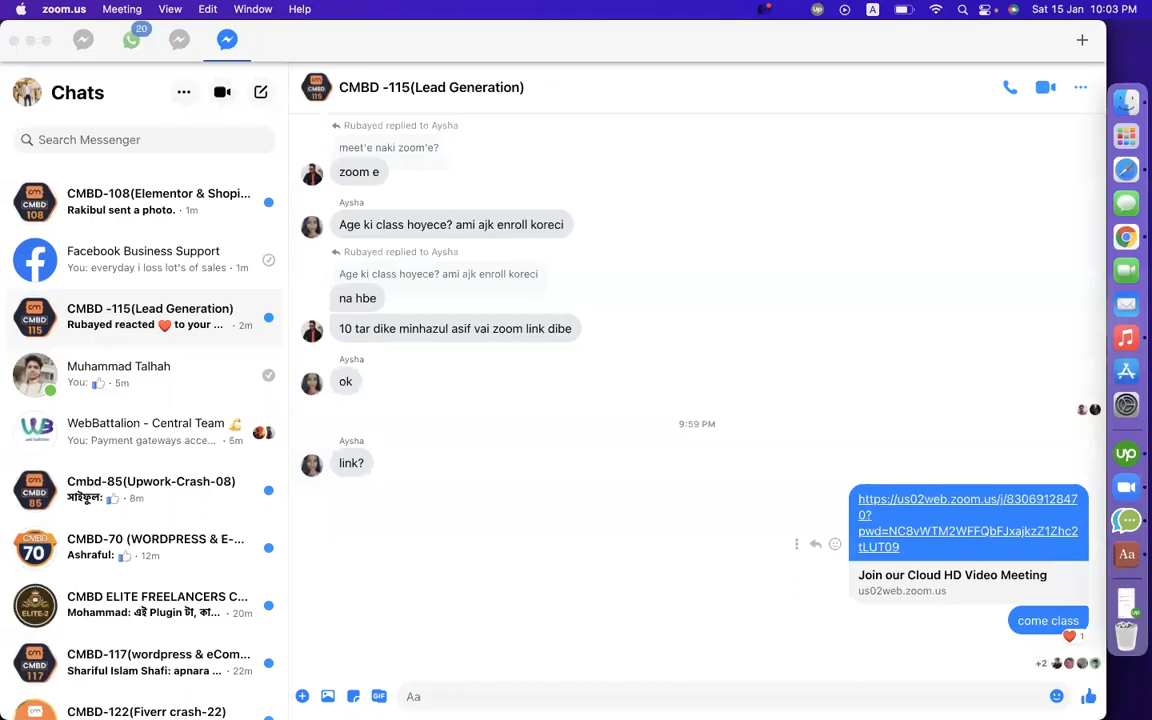 zoom.us Meeting View Edit Window Help
A Sat 15 Jan 10:03 PM
20
Chats
Search Messenger
CMBD-108(Elementor & Shopi...
Rakibul sent a photo. · 1m
Facebook Business Support
You: everyday i loss lot's of sales · 1m
CMBD -115(Lead Generation)
Rubayed reacted ❤️ to your ... · 2m
Muhammad Talhah
You: 👍 · 5m
WebBattalion - Central Team 💪
You: Payment gateways acce... · 5m
Cmbd-85(Upwork-Crash-08)
সাইফুল: 👍 · 8m
CMBD-70 (WORDPRESS & E-...
Ashraful: 👍 · 12m
CMBD ELITE FREELANCERS C...
Mohammad: এই Plugin টা, কা... · 20m
CMBD-117(wordpress & eCom...
Shariful Islam Shafi: apnara ... · 22m
CMBD-122(Fiverr crash-22)
CMBD -115(Lead Generation)
Rubayed replied to Aysha
meet'e naki zoom'e?
zoom e
Aysha
Age ki class hoyece? ami ajk enroll koreci
Rubayed replied to Aysha
Age ki class hoyece? ami ajk enroll koreci
na hbe
10 tar dike minhazul asif vai zoom link dibe
Aysha
ok
9:59 PM
Aysha
link?
https://us02web.zoom.us/j/8306912847
0?
pwd=NC8vWTM2WFFQbFJxajkzZ1Zhc2
tLUT09
Join our Cloud HD Video Meeting
us02web.zoom.us
come class
❤️ 1
+2
GIF Aa
up
Aa